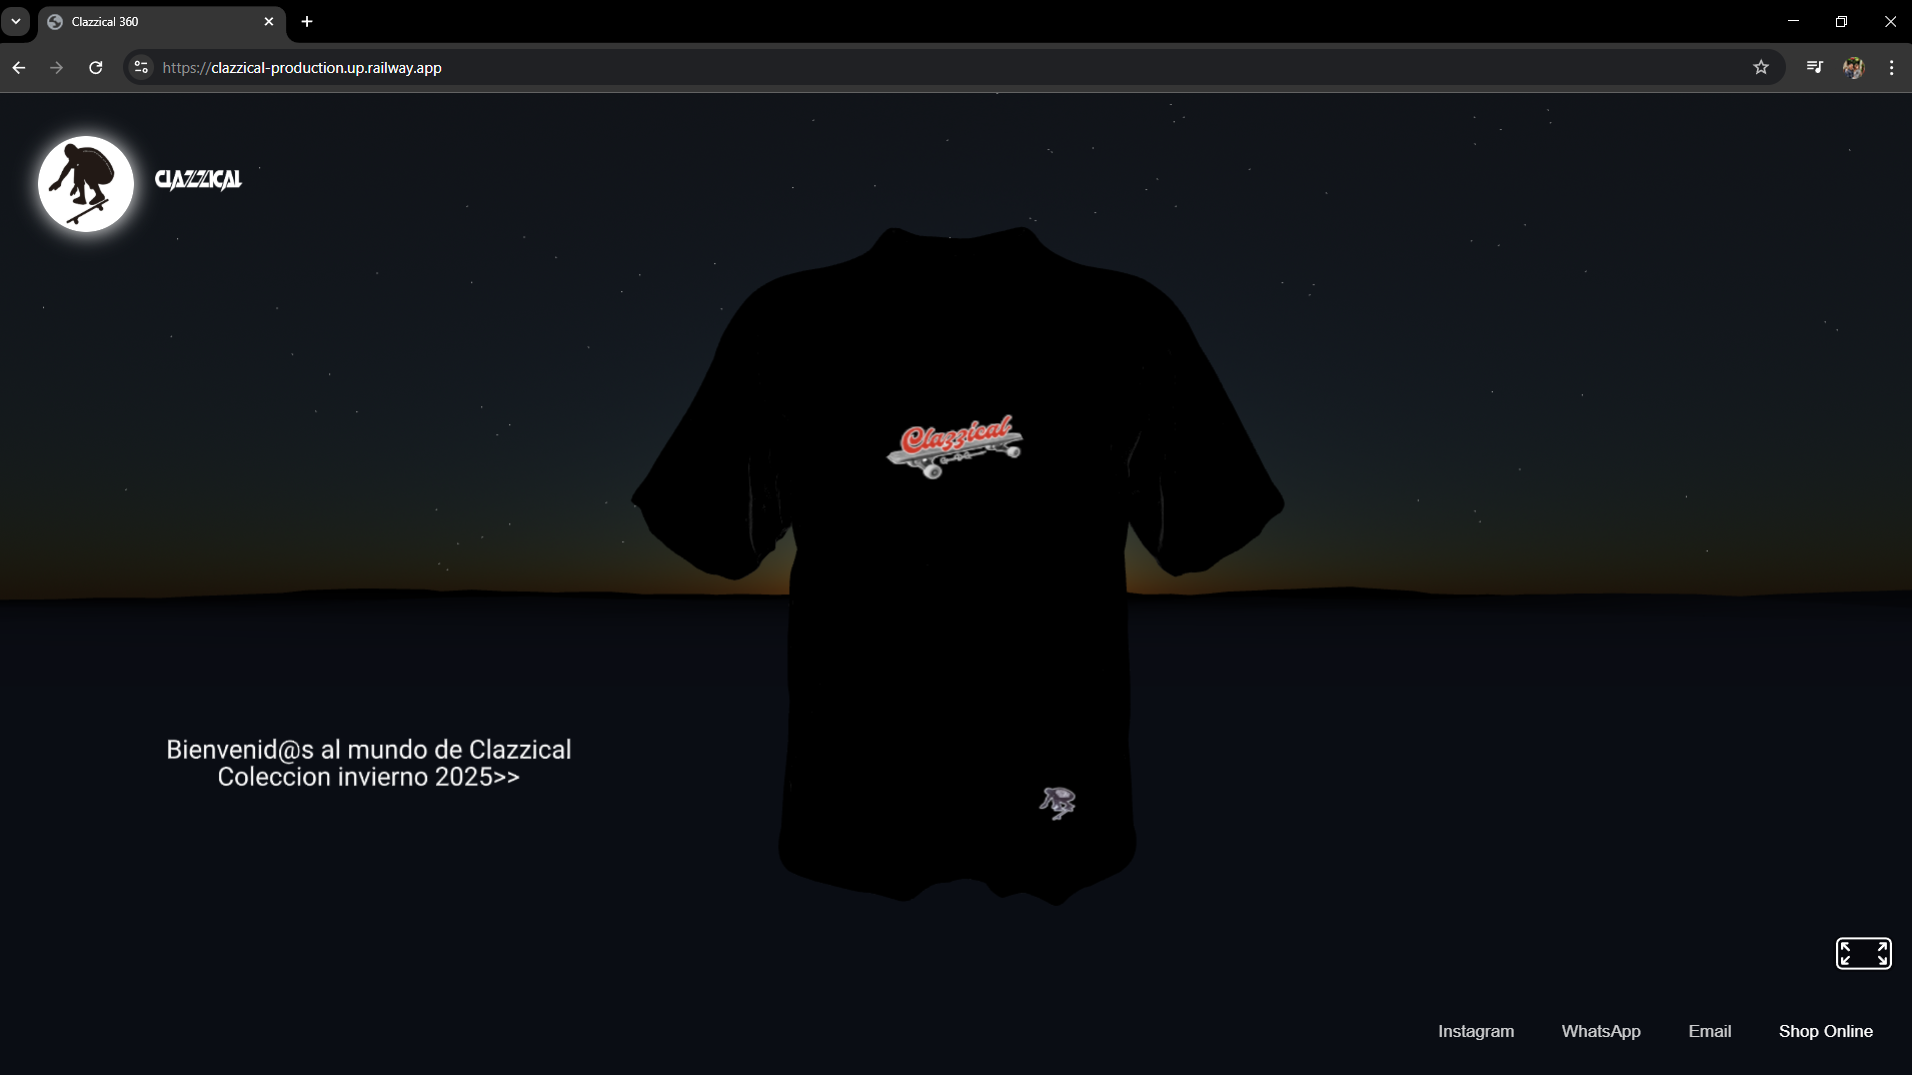 Clazzical 360
https://clazzical-production.up.railway.app
CLAZZICAL
Clazzical
Bienvenid@s al mundo de Clazzical
Coleccion invierno 2025>>
Instagram
WhatsApp
Email
Shop Online